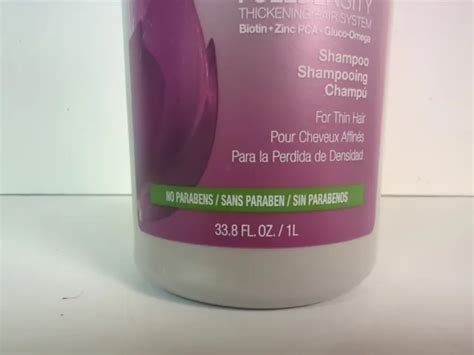 FULLDENSITY
THICKENING HAIR SYSTEM
Biotin + Zinc PCA + Gluco-Omega
Shampoo
Shampooing
Champú
For Thin Hair
Pour Cheveux Affinés
Para la Perdida de Densidad
NO PARABENS / SANS PARABEN / SIN PARABENOS
33.8 FL. OZ. / 1L